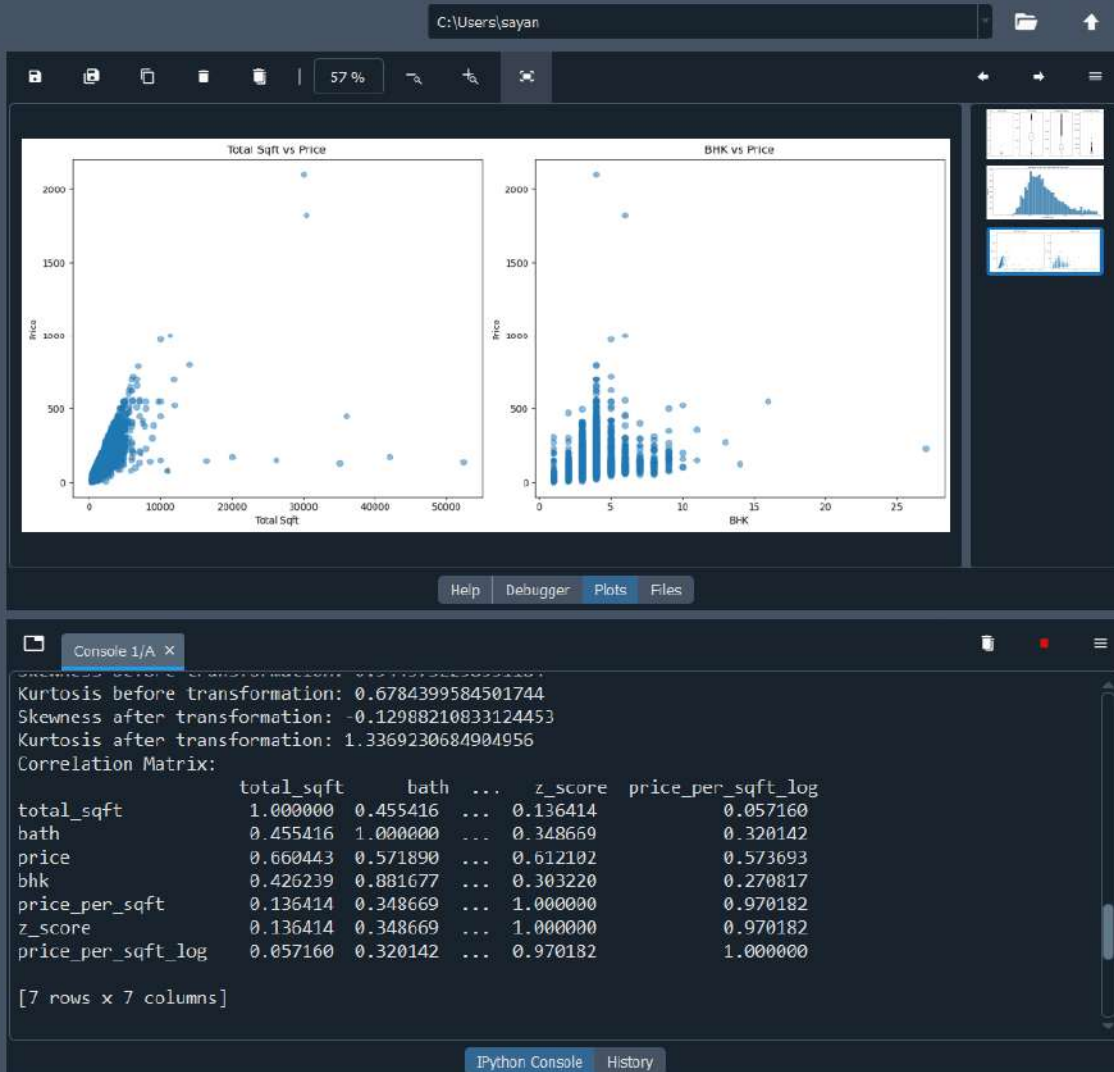 C:\Users\sayan
57 %
Total Sqft vs Price
2000
1500
1000
500
0
Price
0 10000 20000 30000 40000 50000
Total Sqft
BHK vs Price
2000
1500
1000
500
0
Price
0 5 10 15 20 25
BHK
Help Debugger Plots Files
Console 1/A
Kurtosis before transformation: 0.6784399584501744
Skewness after transformation: -0.12988210833124453
Kurtosis after transformation: 1.3369230684904956
Correlation Matrix:
total_sqft bath ... z_score price_per_sqft_log
total_sqft 1.000000 0.455416 ... 0.136414 0.057160
bath 0.455416 1.000000 ... 0.348669 0.320142
price 0.660443 0.571890 ... 0.612102 0.573693
bhk 0.426239 0.881677 ... 0.303220 0.270817
price_per_sqft 0.136414 0.348669 ... 1.000000 0.970182
z_score 0.136414 0.348669 ... 1.000000 0.970182
price_per_sqft_log 0.057160 0.320142 ... 0.970182 1.000000
[7 rows x 7 columns]
IPython Console History